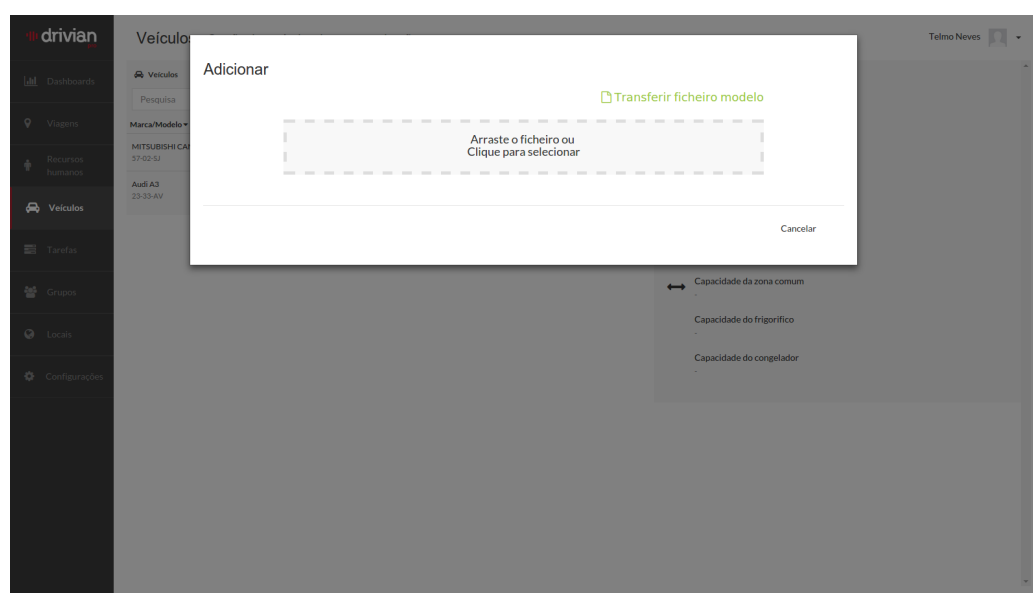 drivian
Veículo
Telmo Neves
Adicionar
Transferir ficheiro modelo
Arraste o ficheiro ou
Clique para selecionar
Cancelar
Dashboards
Viagens
Recursos
humanos
Veículos
Tarefas
Grupos
Locais
Configurações
Veículos
Pesquisa
Marca/Modelo
MITSUBISHI CA
57-02-SJ
Audi A3
23-33-AV
Capacidade da zona comum
-
Capacidade do frigorífico
-
Capacidade do congelador
-